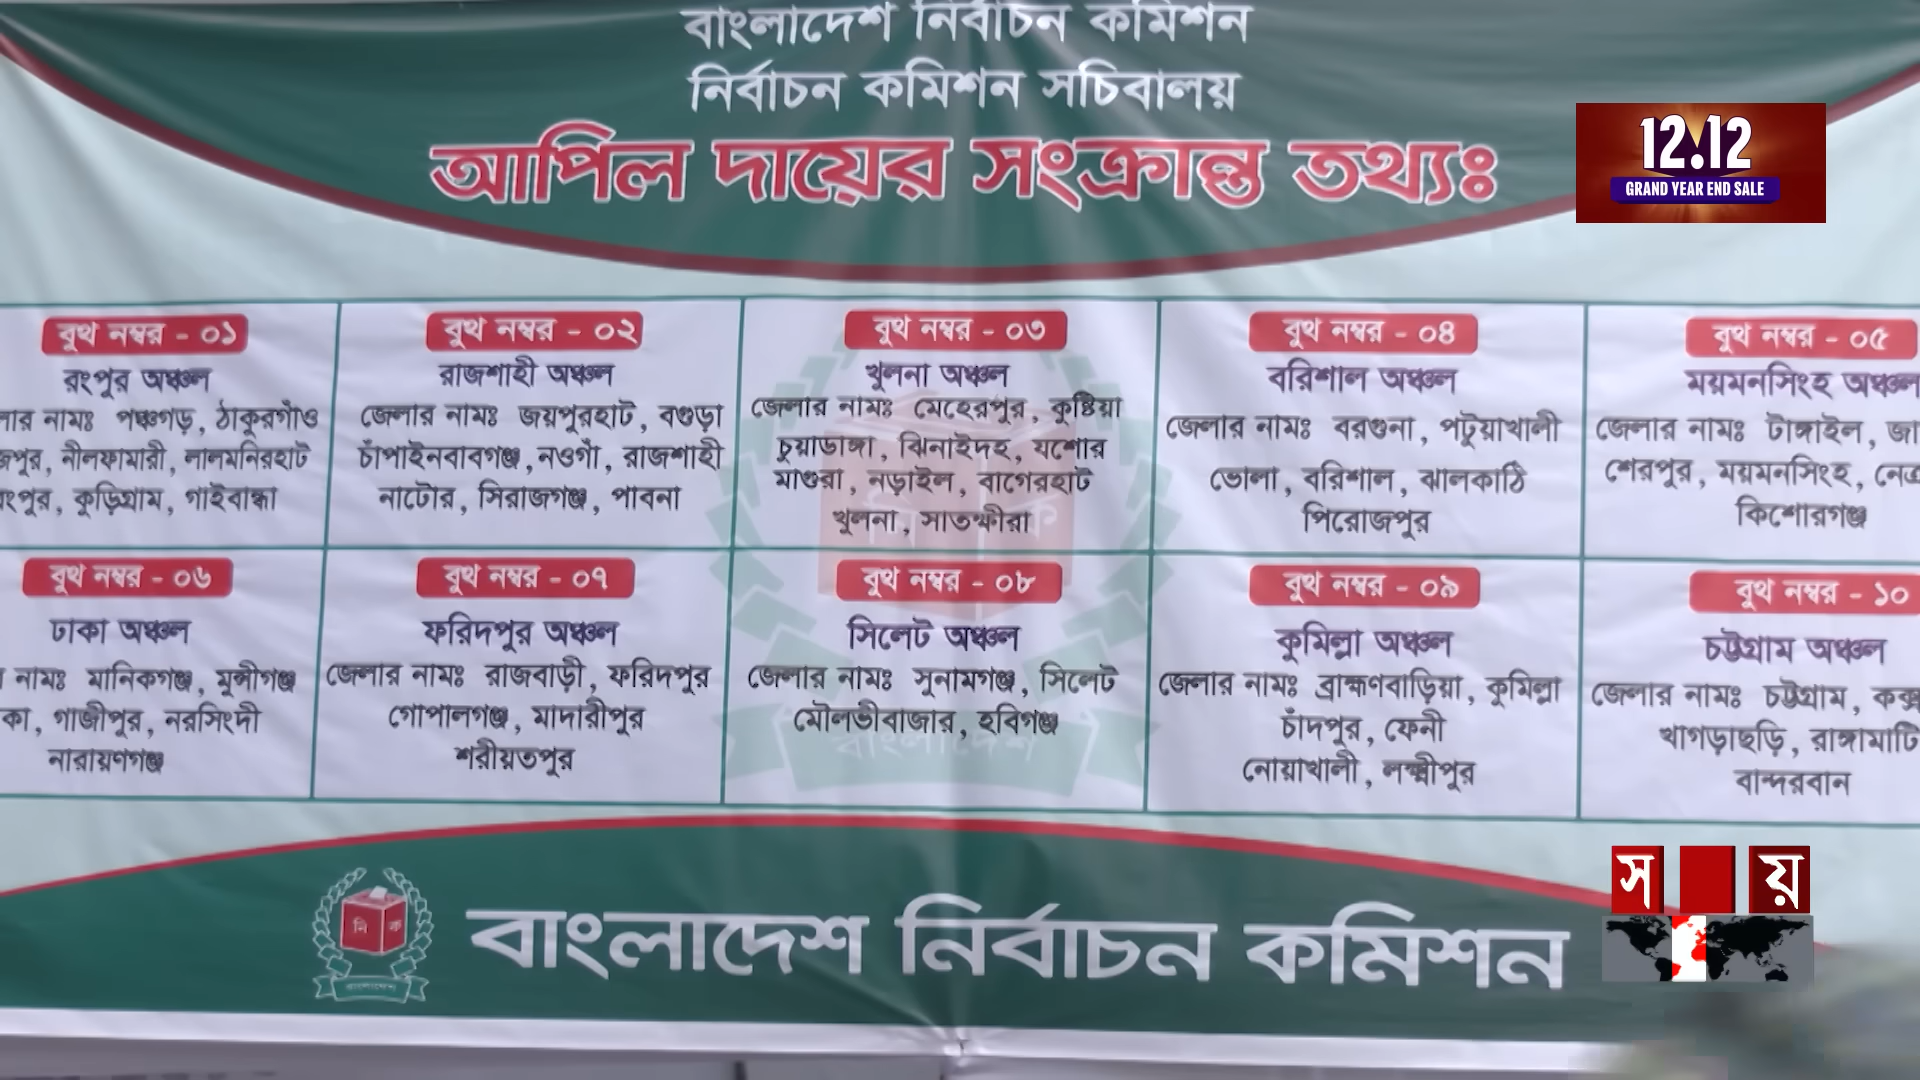 বাংলাদেশ নির্বাচন কমিশন
নির্বাচন কমিশন সচিবালয়
আপিল দায়ের সংক্রান্ত তথ্যঃ
12.12
GRAND YEAR END SALE
বুথ নম্বর - ০১
রংপুর অঞ্চল
নামঃ পঞ্চগড়, ঠাকুরগাঁও
নীলফামারী, লালমনিরহাট
কুড়িগ্রাম, গাইবান্ধা
বুথ নম্বর - ০২
রাজশাহী অঞ্চল
জেলার নামঃ জয়পুরহাট, বগুড়া
চাঁপাইনবাবগঞ্জ, নওগাঁ, রাজশাহী
নাটোর, সিরাজগঞ্জ, পাবনা
বুথ নম্বর - ০৩
খুলনা অঞ্চল
জেলার নামঃ মেহেরপুর, কুষ্টিয়া
চুয়াডাঙ্গা, ঝিনাইদহ, যশোর
মাগুরা, নড়াইল, বাগেরহাট
খুলনা, সাতক্ষীরা
বুথ নম্বর - ০৪
বরিশাল অঞ্চল
জেলার নামঃ বরগুনা, পটুয়াখালী
ভোলা, বরিশাল, ঝালকাঠি
পিরোজপুর
বুথ নম্বর - ০৫
ময়মনসিংহ অঞ্চল
জেলার নামঃ টাঙ্গাইল,
শেরপুর, ময়মনসিংহ,
কিশোরগঞ্জ
বুথ নম্বর - ০৬
ঢাকা অঞ্চল
নামঃ মানিকগঞ্জ, মুন্সীগঞ্জ
গাজীপুর, নরসিংদী
নারায়ণগঞ্জ
বুথ নম্বর - ০৭
ফরিদপুর অঞ্চল
জেলার নামঃ রাজবাড়ী, ফরিদপুর
গোপালগঞ্জ, মাদারীপুর
শরীয়তপুর
বুথ নম্বর - ০৮
সিলেট অঞ্চল
জেলার নামঃ সুনামগঞ্জ, সিলেট
মৌলভীবাজার, হবিগঞ্জ
বুথ নম্বর - ০৯
কুমিল্লা অঞ্চল
জেলার নামঃ ব্রাহ্মণবাড়িয়া, কুমিল্লা
চাঁদপুর, ফেনী
নোয়াখালী, লক্ষ্মীপুর
বুথ নম্বর - ১০
চট্টগ্রাম অঞ্চল
জেলার নামঃ চট্টগ্রাম,
খাগড়াছড়ি, রাঙ্গামাটি
বান্দরবান
নি ক
বাংলাদেশ
বাংলাদেশ নির্বাচন কমিশন
স য়